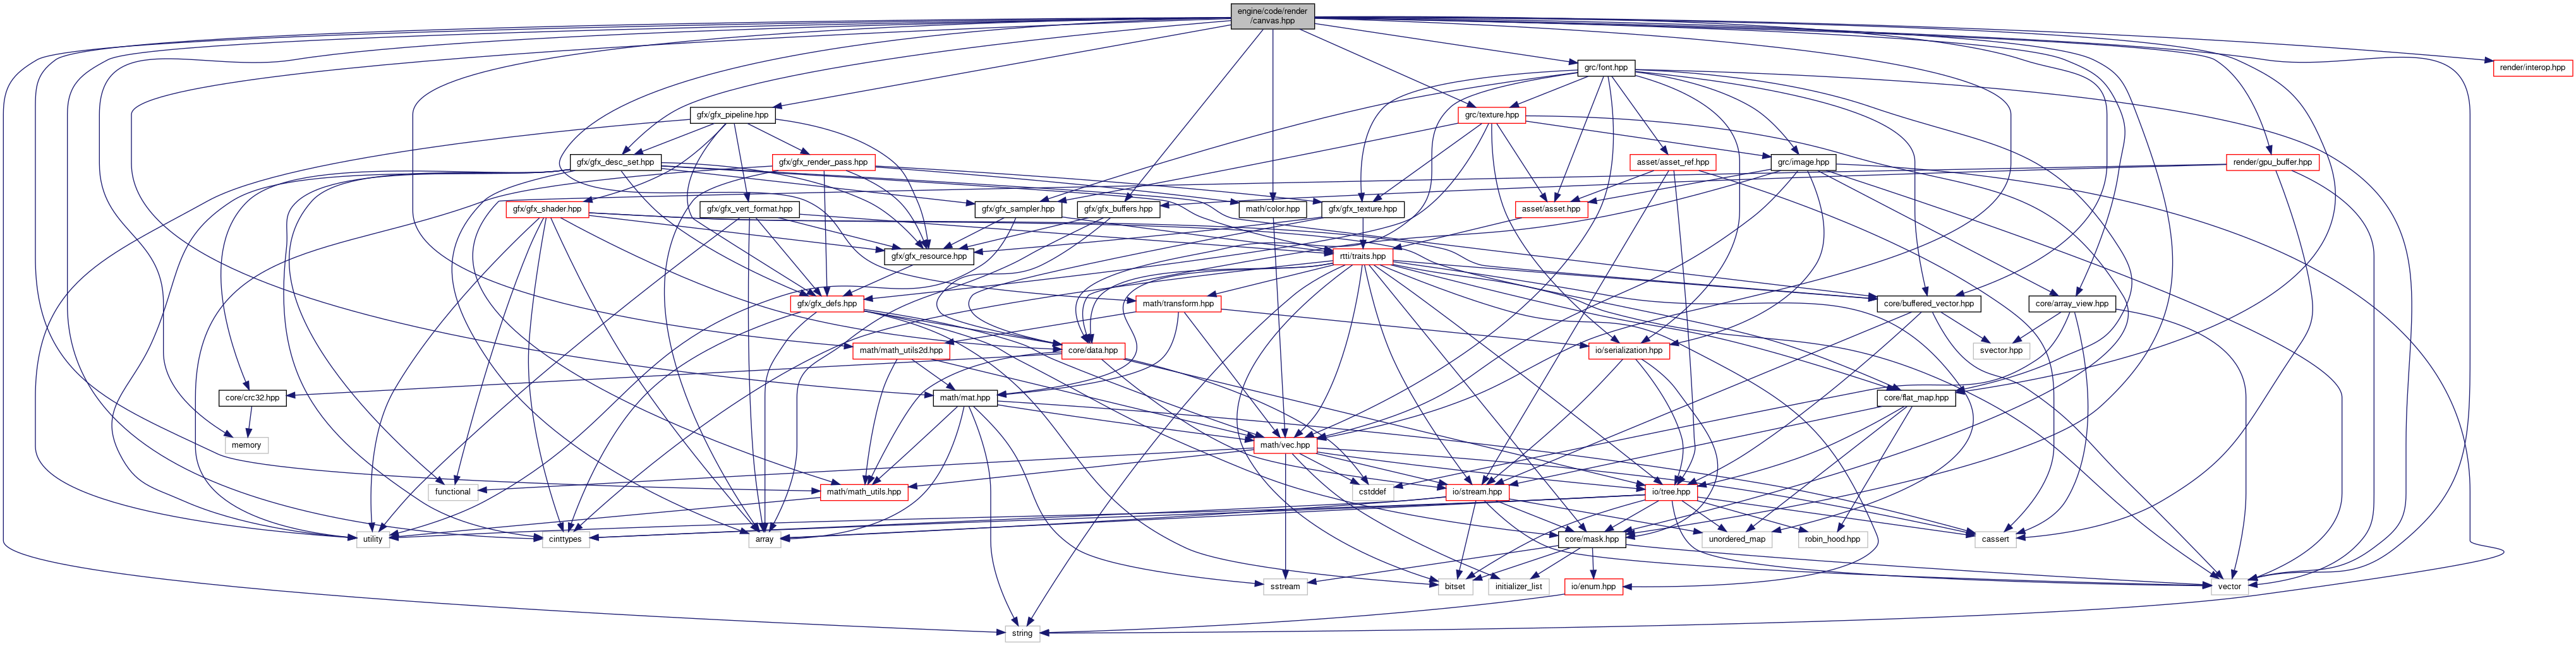 engine/code/render
/canvas.hpp
grc/font.hpp
render/interop.hpp
gfx/gfx_pipeline.hpp
grc/texture.hpp
gfx/gfx_desc_set.hpp
gfx/gfx_render_pass.hpp
asset/asset_ref.hpp
grc/image.hpp
render/gpu_buffer.hpp
gfx/gfx_shader.hpp
gfx/gfx_vert_format.hpp
gfx/gfx_sampler.hpp
gfx/gfx_buffers.hpp
math/color.hpp
gfx/gfx_texture.hpp
asset/asset.hpp
gfx/gfx_resource.hpp
rtti/traits.hpp
gfx/gfx_defs.hpp
math/transform.hpp
core/buffered_vector.hpp
core/array_view.hpp
math/math_utils2d.hpp
core/data.hpp
io/serialization.hpp
svector.hpp
core/crc32.hpp
math/mat.hpp
core/flat_map.hpp
memory
math/vec.hpp
functional
math/math_utils.hpp
cstddef
io/stream.hpp
io/tree.hpp
utility
cinttypes
array
core/mask.hpp
unordered_map
robin_hood.hpp
cassert
sstream
bitset
initializer_list
io/enum.hpp
vector
string